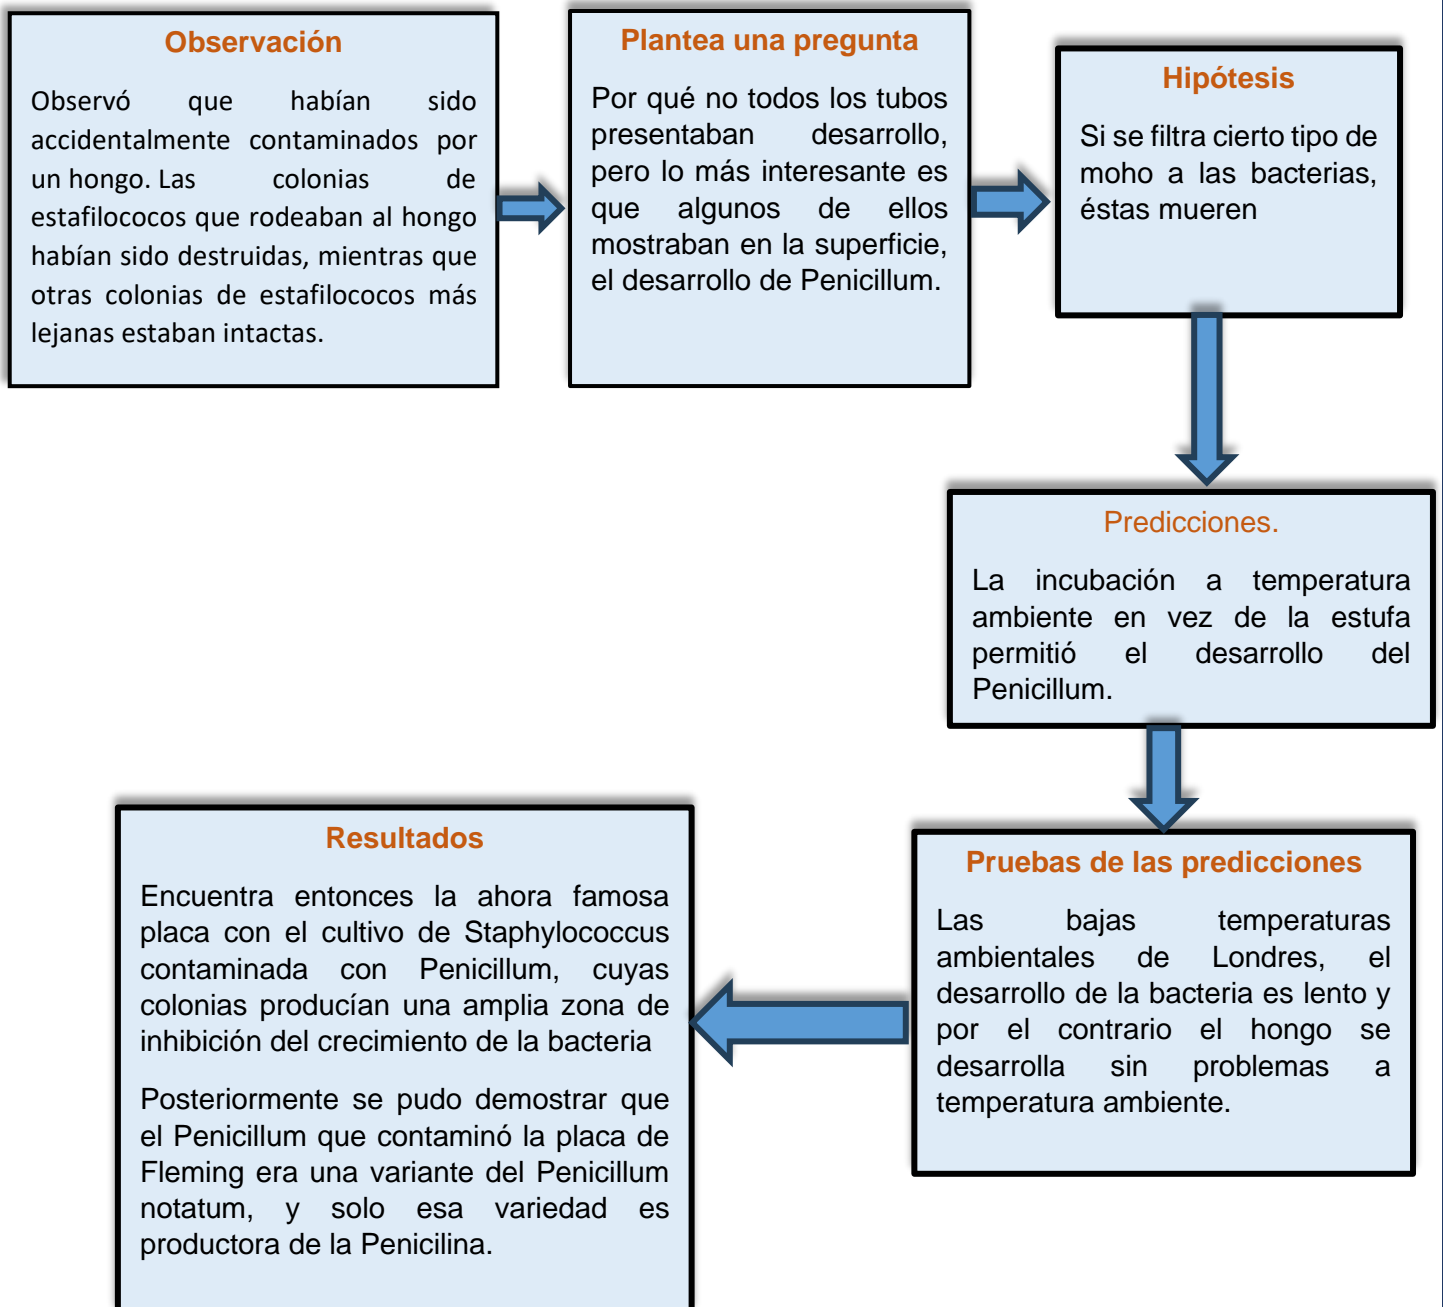 Observación
Observó que habían sido
accidentalmente contaminados por
un hongo. Las colonias de
estafilococos que rodeaban al hongo
habían sido destruidas, mientras que
otras colonias de estafilococos más
lejanas estaban intactas.
Plantea una pregunta
Por qué no todos los tubos
presentaban desarrollo,
pero lo más interesante es
que algunos de ellos
mostraban en la superficie,
el desarrollo de Penicillum.
Hipótesis
Si se filtra cierto tipo de
moho a las bacterias,
éstas mueren
Predicciones.
La incubación a temperatura
ambiente en vez de la estufa
permitió el desarrollo del
Penicillum.
Pruebas de las predicciones
Las bajas temperaturas
ambientales de Londres, el
desarrollo de la bacteria es lento y
por el contrario el hongo se
desarrolla sin problemas a
temperatura ambiente.
Resultados
Encuentra entonces la ahora famosa
placa con el cultivo de Staphylococcus
contaminada con Penicillum, cuyas
colonias producían una amplia zona de
inhibición del crecimiento de la bacteria
Posteriormente se pudo demostrar que
el Penicillum que contaminó la placa de
Fleming era una variante del Penicillum
notatum, y solo esa variedad es
productora de la Penicilina.